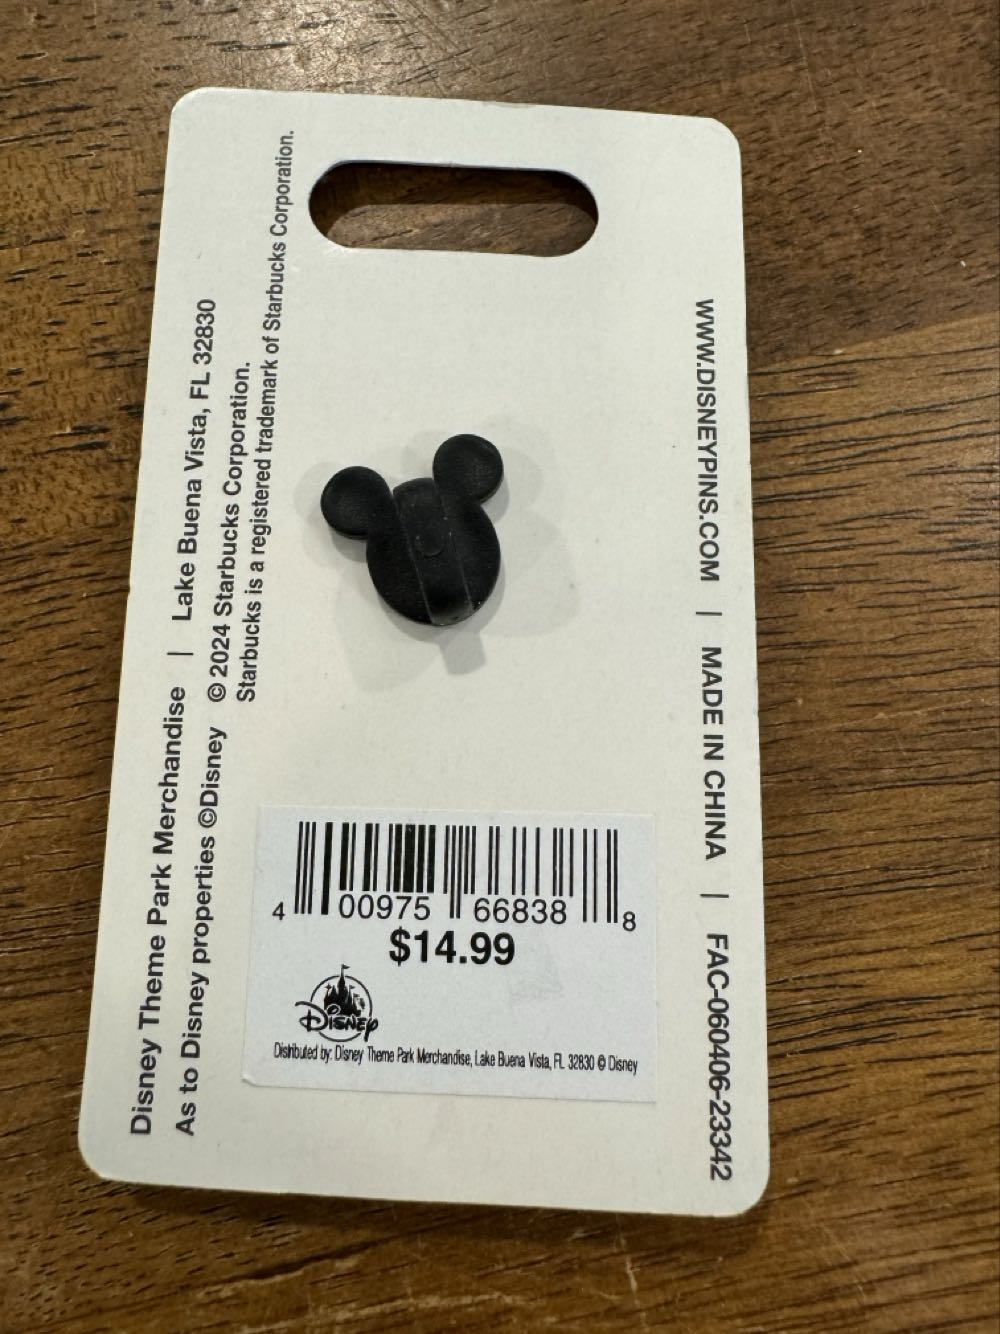 Disney Theme Park Merchandise | Lake Buena Vista, FL 32830
As to Disney properties ©Disney © 2024 Starbucks Corporation.
Starbucks is a registered trademark of Starbucks Corporation.
WWW.DISNEYPINS.COM | MADE IN CHINA | FAC-060406-23342
4 00975 66838 8
$14.99
Disney
Distributed by: Disney Theme Park Merchandise, Lake Buena Vista, FL 32830 © Disney